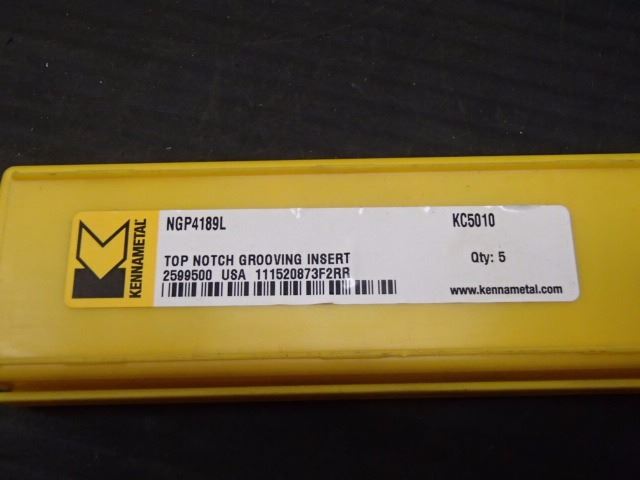 KENNAMETAL
NGP4189L KC5010
TOP NOTCH GROOVING INSERT Qty: 5
2599500 USA 111520873F2RR
www.kennametal.com